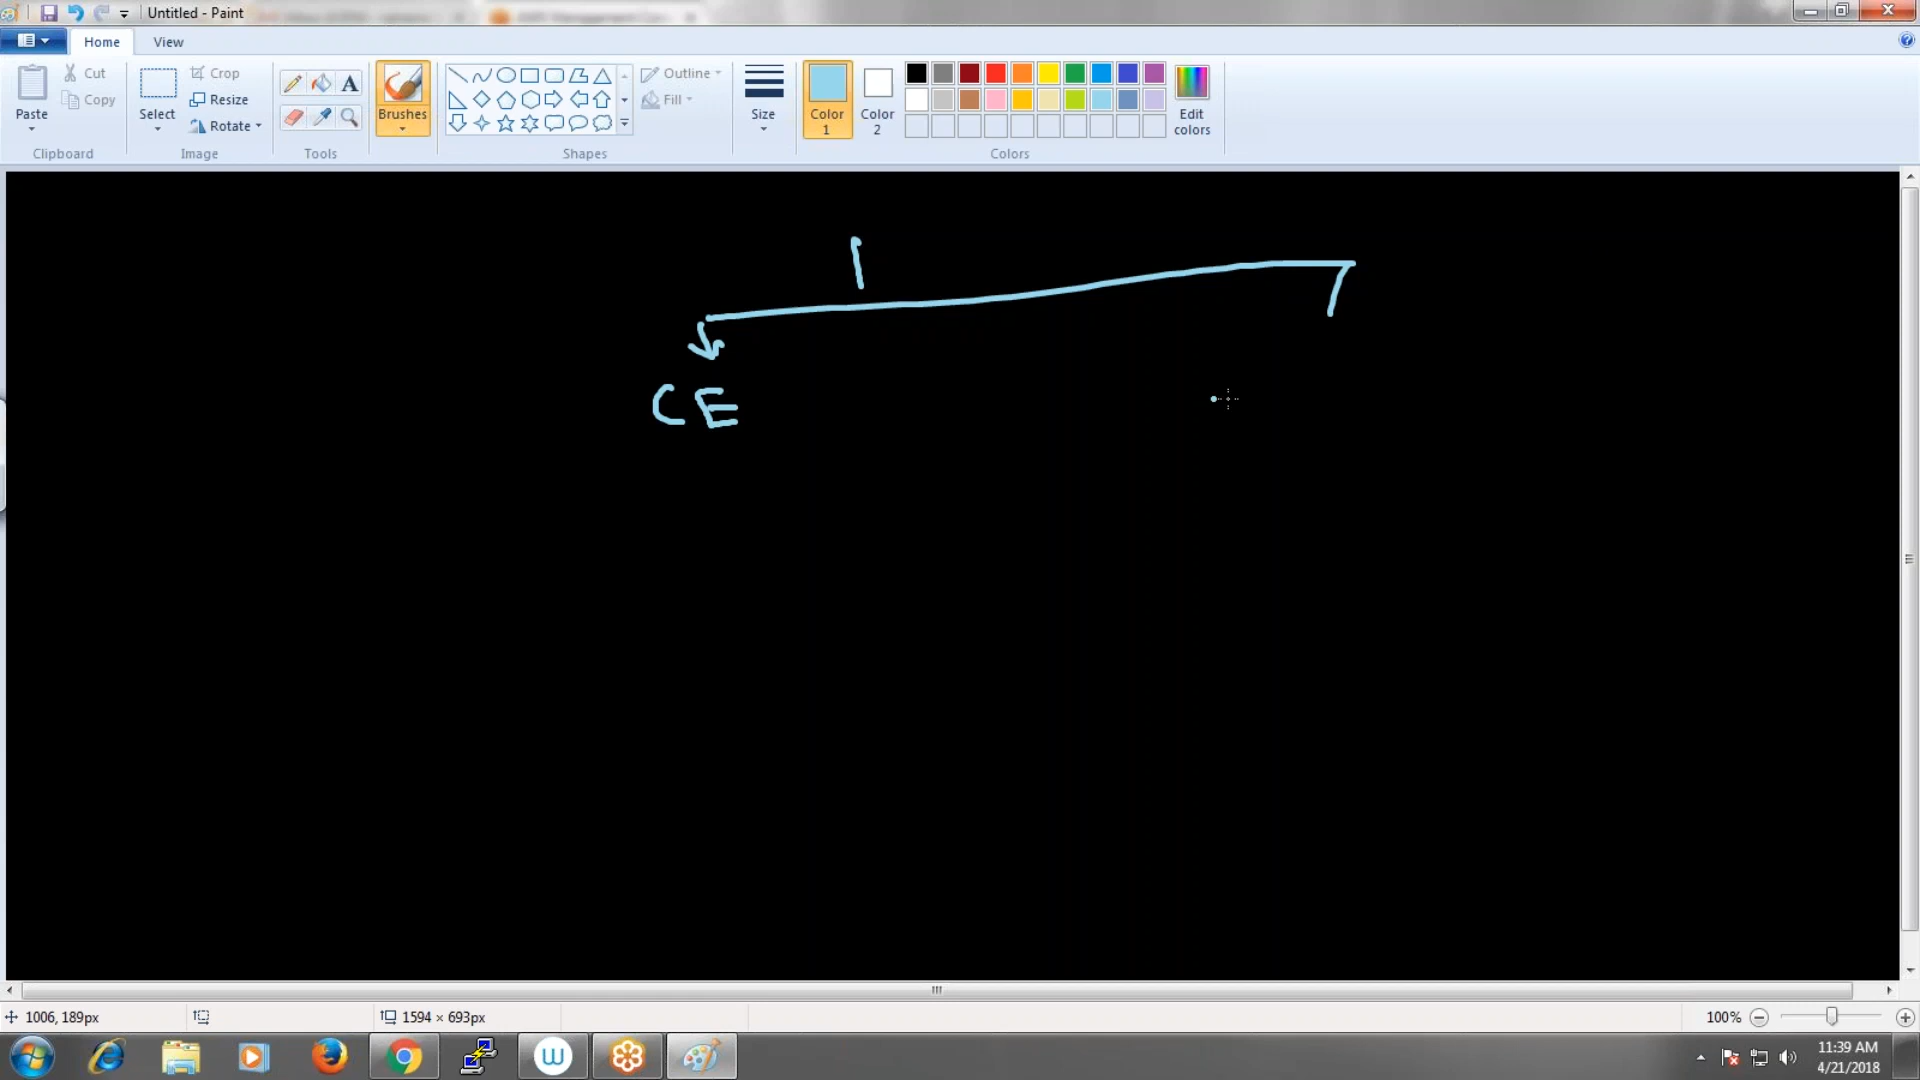 Untitled - Paint
Home View
Paste
Cut
Copy
Clipboard
Select
Crop
Resize
Rotate
Image
A
Tools
Brushes
Shapes
Outline
Fill
Size
Color 1
Color 2
Edit colors
Colors
CE
1006, 189px
1594 × 693px
100%
W
11:39 AM
4/21/2018